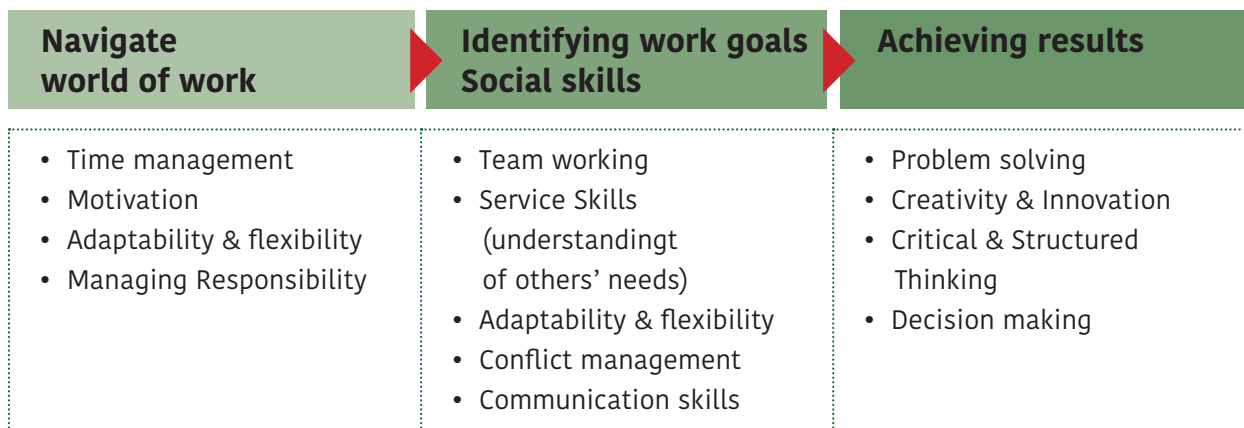 Navigate
world of work
• Time management
• Motivation
• Adaptability & flexibility
• Managing Responsibility
Identifying work goals
Social skills
• Team working
• Service Skills
(understandingt
of others’ needs)
• Adaptability & flexibility
• Conflict management
• Communication skills
Achieving results
• Problem solving
• Creativity & Innovation
• Critical & Structured
Thinking
• Decision making